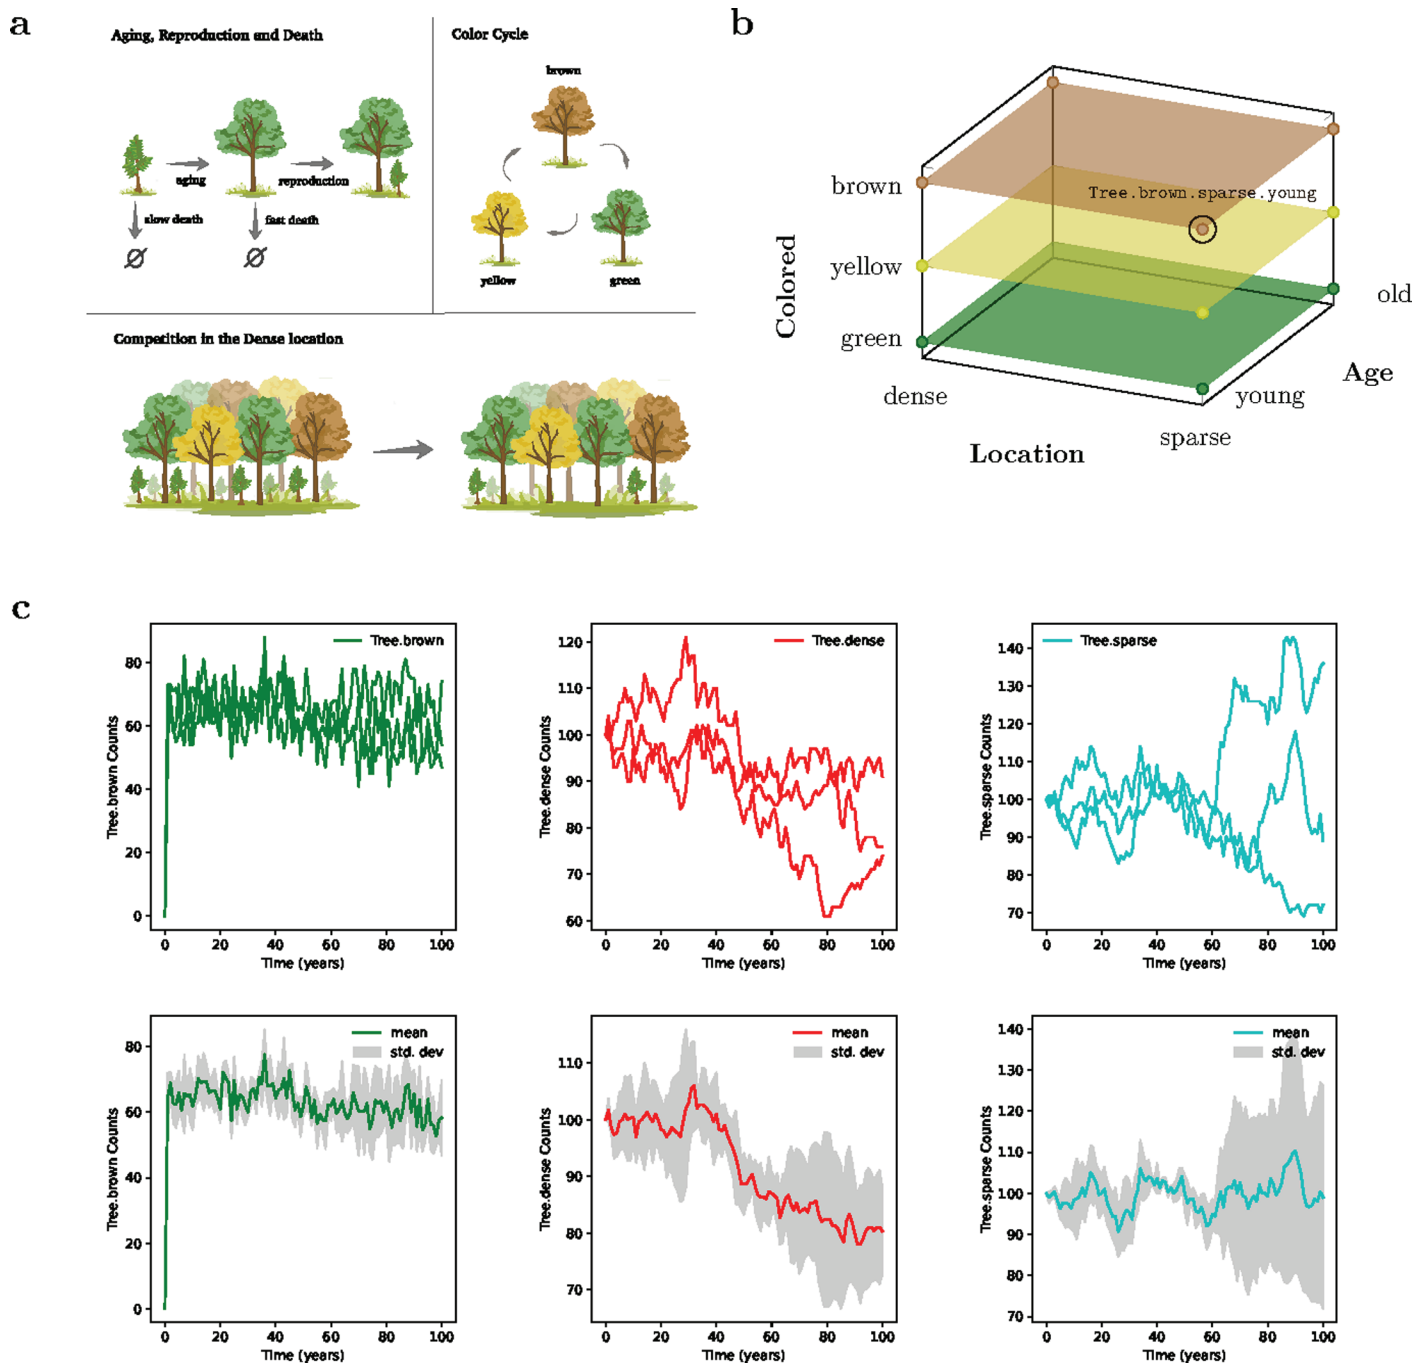 a
Aging, Reproduction and Death
aging
reproduction
slow death
fast death
∅
∅
Color Cycle
brown
yellow
green
Competition in the Dense location
b
brown
yellow
green
Colored
Tree.brown.sparse.young
old
Age
young
dense
sparse
Location
c
Tree.brown
80
60
40
20
0
Tree.brown Counts
0 20 40 60 80 100
Time (years)
Tree.dense
120
110
100
90
80
70
60
Tree.dense Counts
0 20 40 60 80 100
Time (years)
Tree.sparse
140
130
120
110
100
90
80
70
Tree.sparse Counts
0 20 40 60 80 100
Time (years)
mean
std. dev
80
60
40
20
0
Tree.brown Counts
0 20 40 60 80 100
Time (years)
mean
std. dev
110
100
90
80
70
Tree.dense Counts
0 20 40 60 80 100
Time (years)
mean
std. dev
140
130
120
110
100
90
80
70
Tree.sparse Counts
0 20 40 60 80 100
Time (years)